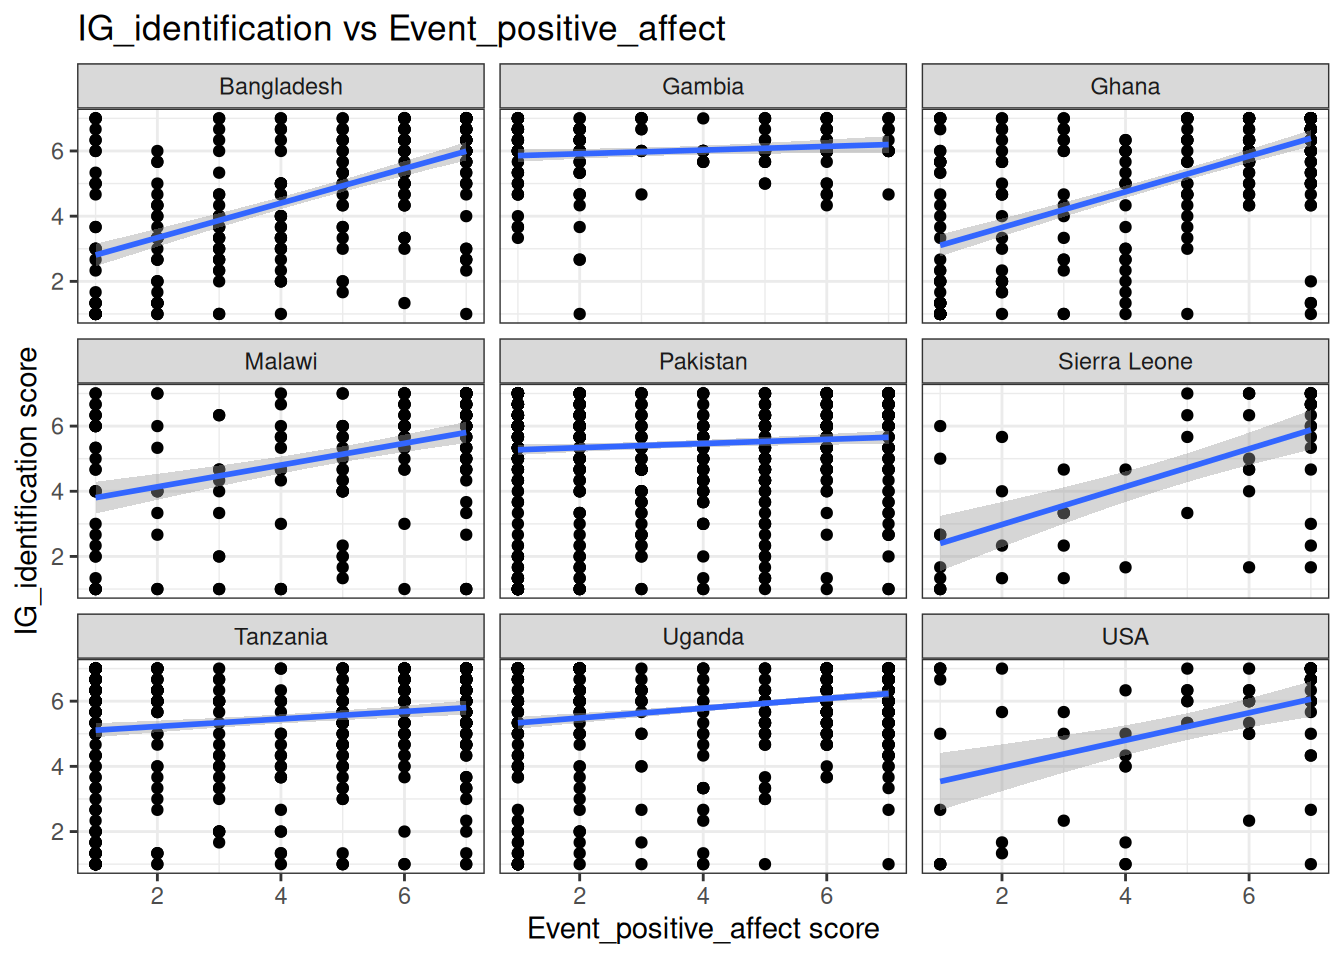 IG_identification vs Event_positive_affect
Bangladesh
Gambia
Ghana
6
4
2
Malawi
Pakistan
Sierra Leone
6
4
2
Tanzania
Uganda
USA
6
4
2
2 4 6 2 4 6 2 4 6
Event_positive_affect score
IG_identification score